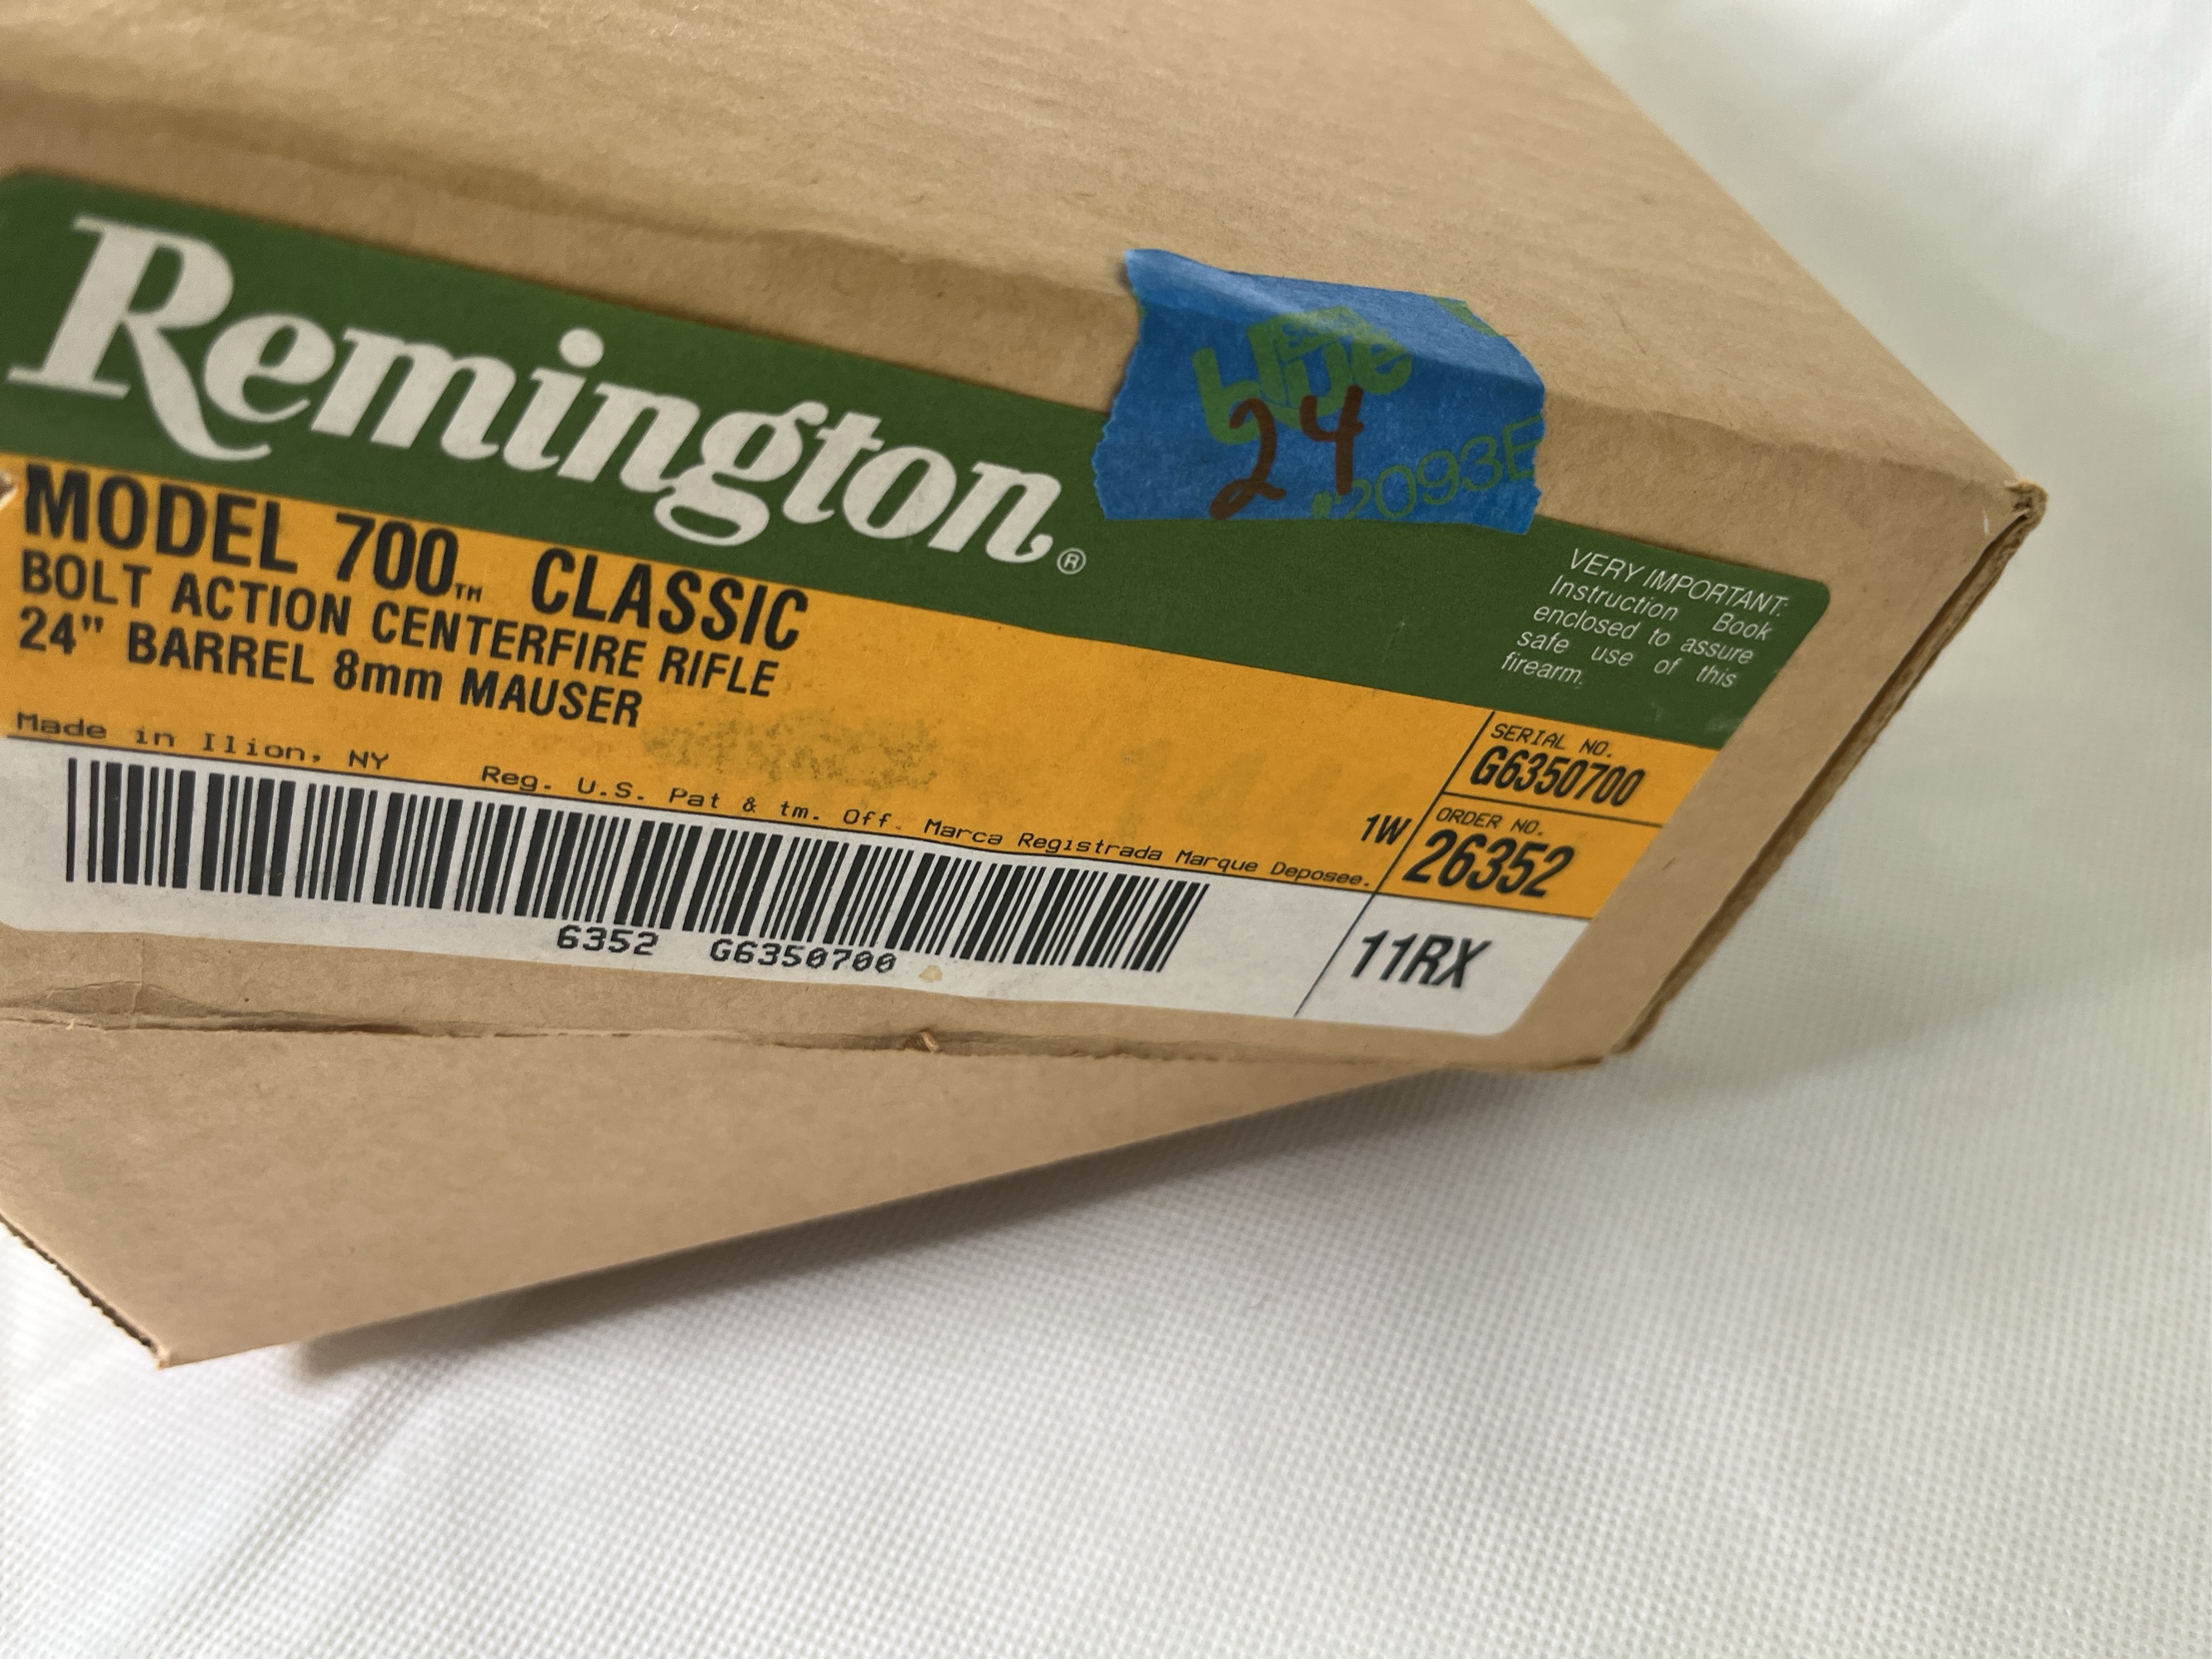 Remington®
24
2093E
MODEL 700™ CLASSIC
BOLT ACTION CENTERFIRE RIFLE
24" BARREL 8mm MAUSER
VERY IMPORTANT:
Instruction Book
enclosed to assure
safe use of this
firearm.
Made in Ilion, NY Reg. U.S. Pat & tm. Off. Marca Registrada Marque Deposee.
1W
SERIAL NO.
G6350700
ORDER NO.
26352
6352 G6350700
11RX